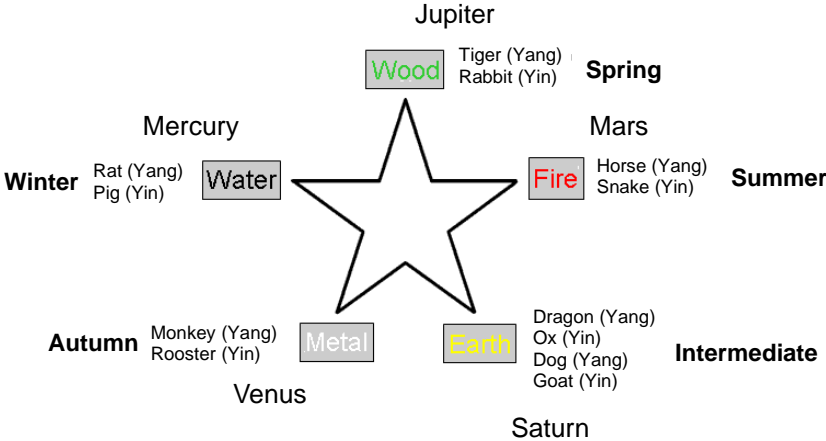 Jupiter
Wood
Tiger (Yang)
Rabbit (Yin)
Spring
Mercury
Mars
Winter
Rat (Yang)
Pig (Yin)
Water
Fire
Horse (Yang)
Snake (Yin)
Summer
Autumn
Monkey (Yang)
Rooster (Yin)
Metal
Earth
Dragon (Yang)
Ox (Yin)
Dog (Yang)
Goat (Yin)
Intermediate
Venus
Saturn